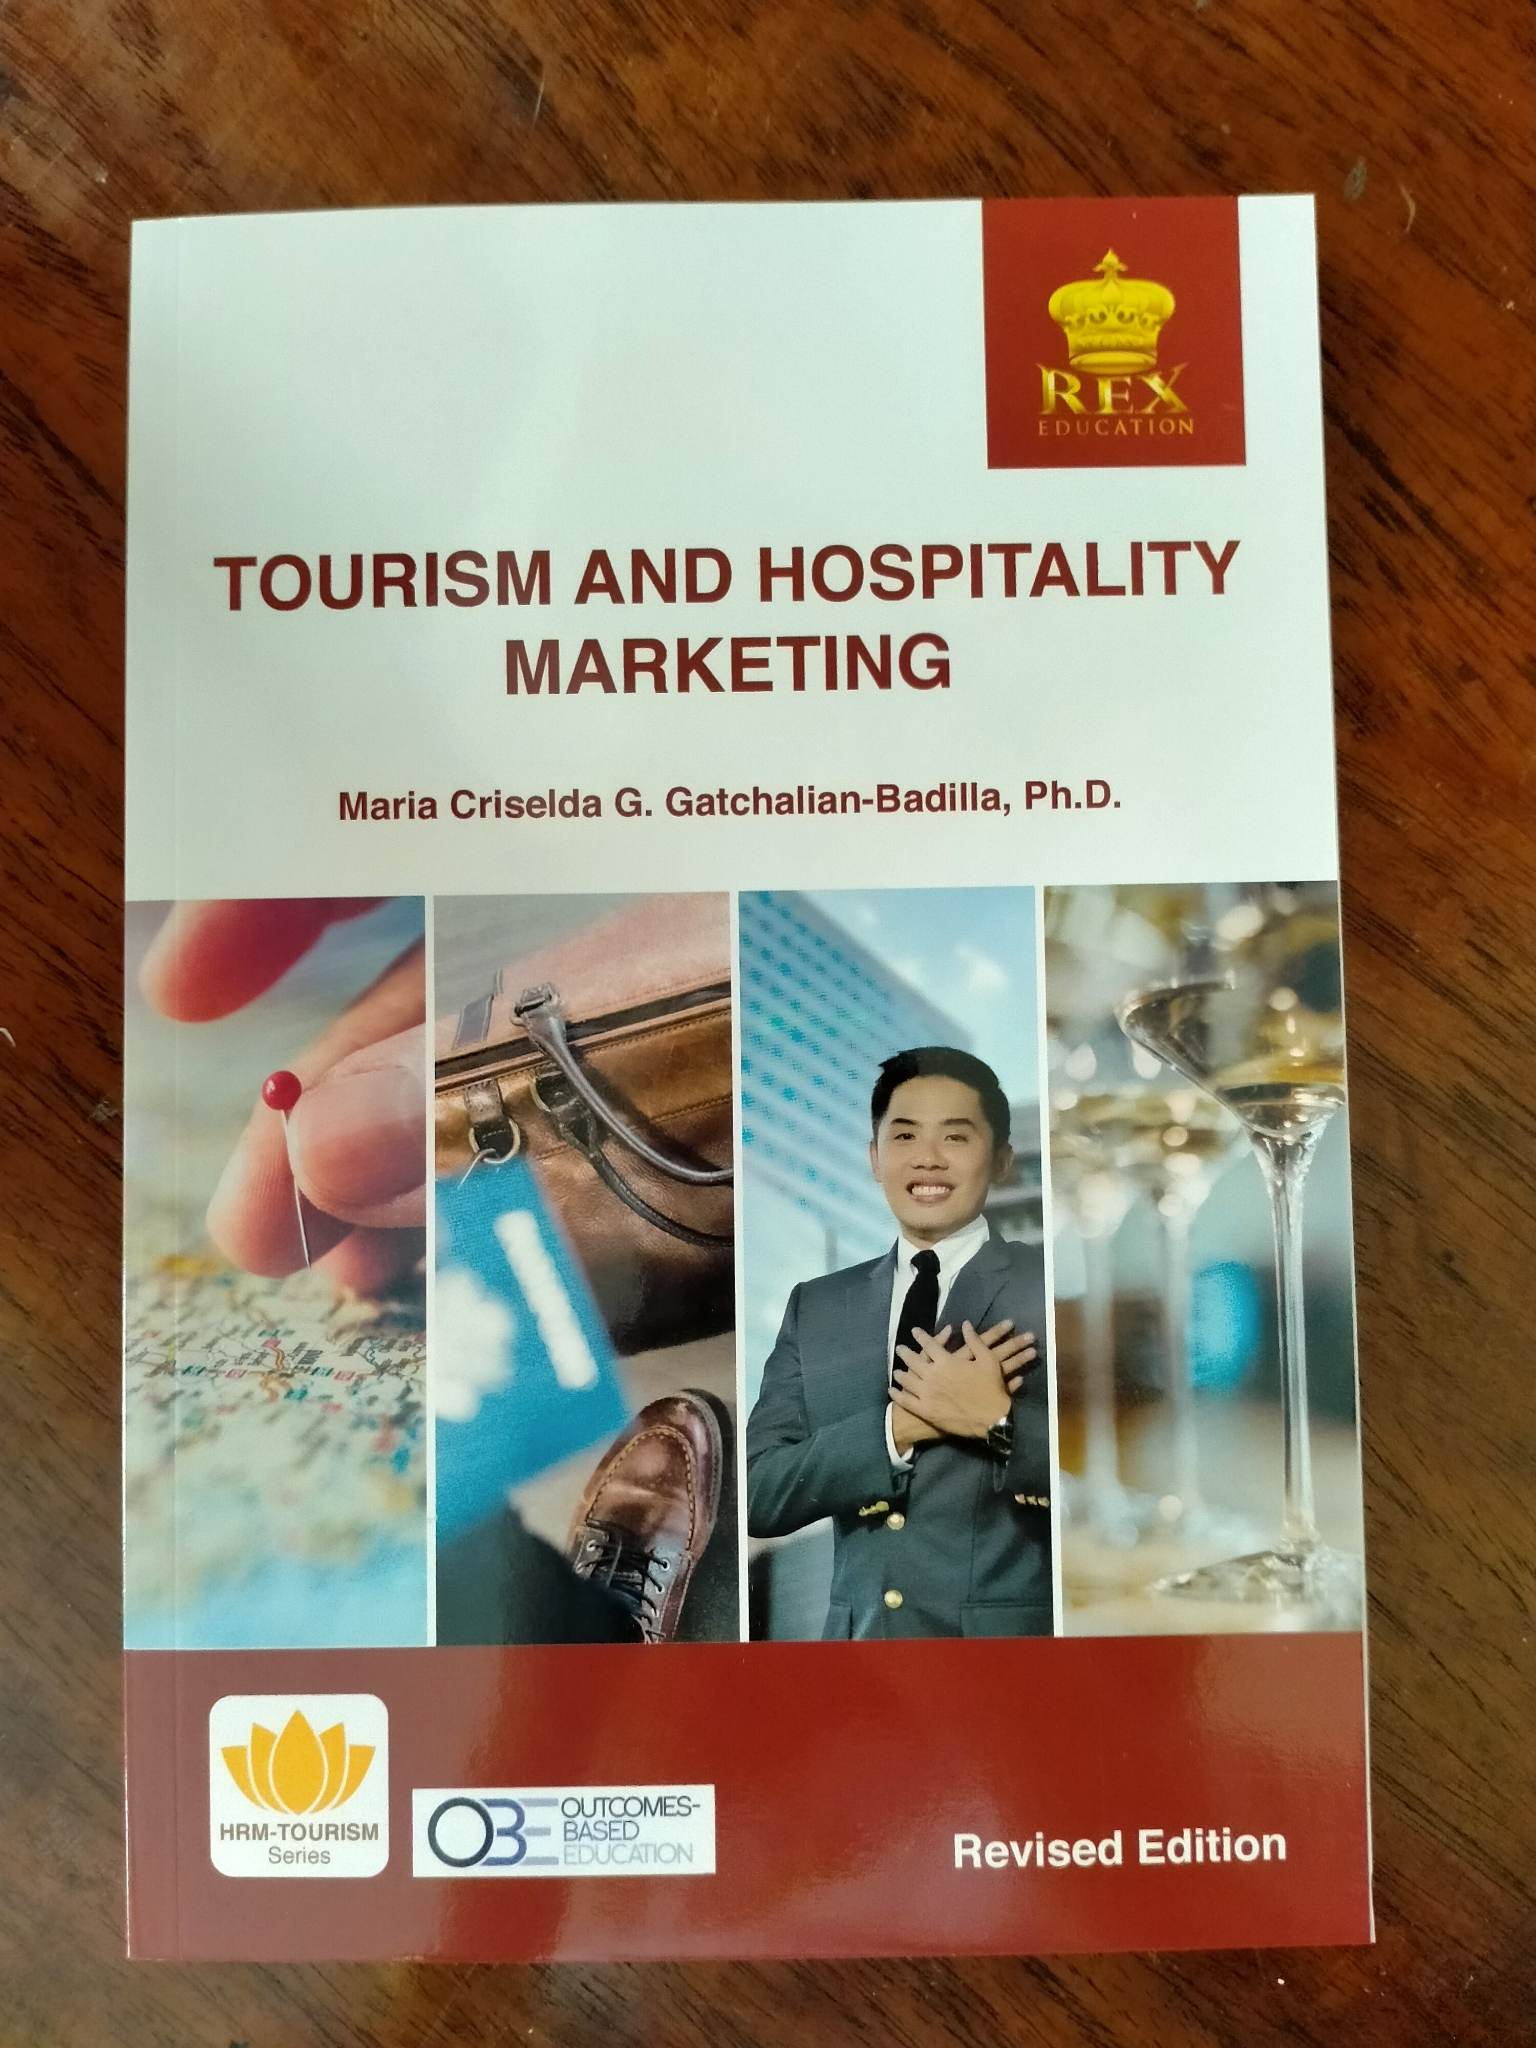 REX
EDUCATION
TOURISM AND HOSPITALITY
MARKETING
Maria Criselda G. Gatchalian-Badilla, Ph.D.
HRM-TOURISM
Series
OBE
OUTCOMES-
BASED
EDUCATION
Revised Edition